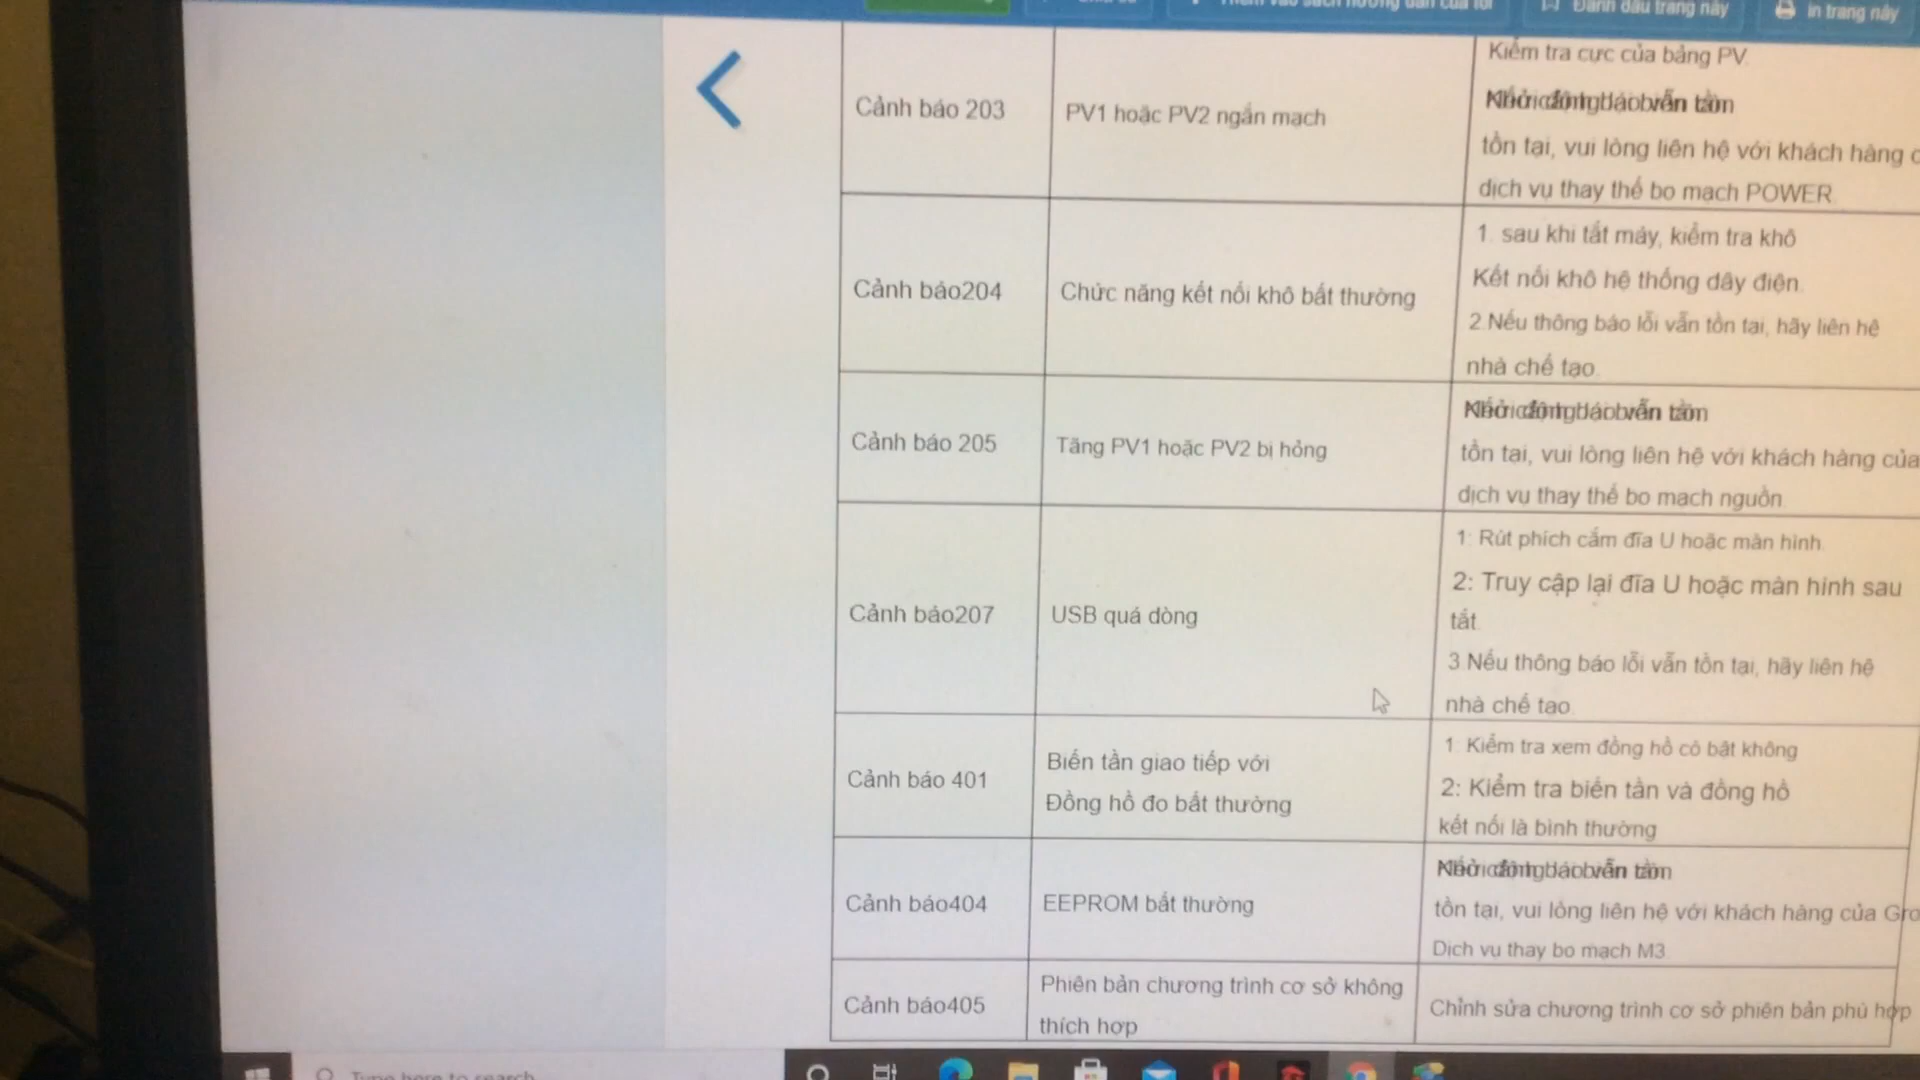 Đánh dấu trang này
in trang này
Kiểm tra cực của bảng PV.
Cảnh báo 203
PV1 hoặc PV2 ngắn mạch
tồn tại, vui lòng liên hệ với khách hàng
dịch vụ thay thế bo mạch POWER.
1. sau khi tắt máy, kiểm tra khô
Cảnh báo204
Chức năng kết nối khô bất thường
Kết nối khô hệ thống dây điện.
2.Nếu thông báo lỗi vẫn tồn tại, hãy liên hệ
nhà chế tạo.
Cảnh báo 205
Tăng PV1 hoặc PV2 bị hỏng
tồn tại, vui lòng liên hệ với khách hàng của
dịch vụ thay thế bo mạch nguồn.
1: Rút phích cắm đĩa U hoặc màn hình.
2: Truy cập lại đĩa U hoặc màn hình sau
Cảnh báo207
USB quá dòng
tắt.
3.Nếu thông báo lỗi vẫn tồn tại, hãy liên hệ
nhà chế tạo.
1: Kiểm tra xem đồng hồ có bật không
Cảnh báo 401
Biến tần giao tiếp với
Đồng hồ đo bất thường
2: Kiểm tra biến tần và đồng hồ
kết nối là bình thường
Cảnh báo404
EEPROM bất thường
tồn tại, vui lòng liên hệ với khách hàng của Gro
Dịch vụ thay bo mạch M3.
Cảnh báo405
Phiên bản chương trình cơ sở không
thích hợp
Chỉnh sửa chương trình cơ sở phiên bản phù hợp
Type here to search